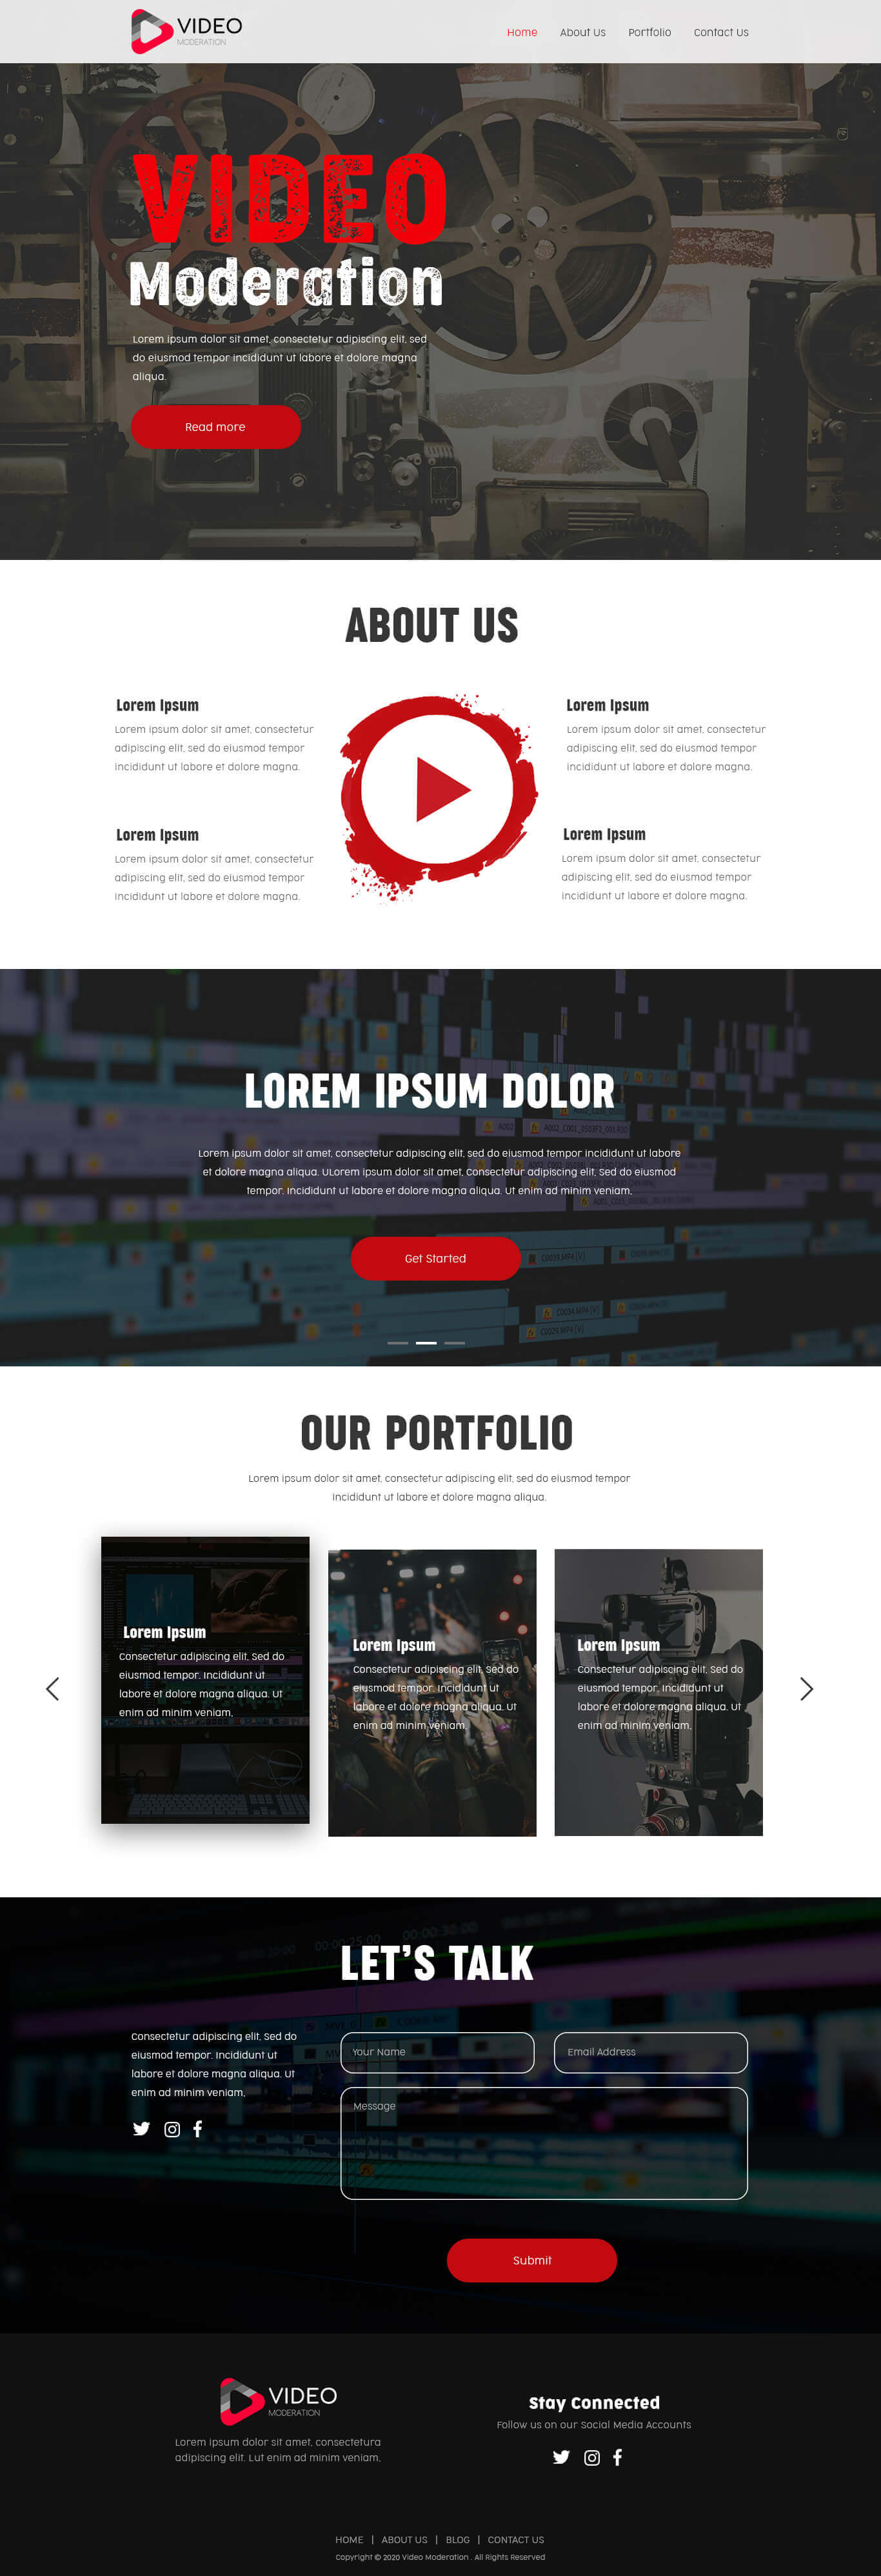 VIDEO
MODERATION
Home About Us Portfolio Contact Us
VIDEO
Moderation
Lorem ipsum dolor sit amet, consectetur adipiscing elit, sed
do eiusmod tempor incididunt ut labore et dolore magna
aliqua.
Read more
ABOUT US
Lorem Ipsum
Lorem ipsum dolor sit amet, consectetur
adipiscing elit, sed do eiusmod tempor
incididunt ut labore et dolore magna.
Lorem Ipsum
Lorem ipsum dolor sit amet, consectetur
adipiscing elit, sed do eiusmod tempor
incididunt ut labore et dolore magna.
Lorem Ipsum
Lorem ipsum dolor sit amet, consectetur
adipiscing elit, sed do eiusmod tempor
incididunt ut labore et dolore magna.
Lorem Ipsum
Lorem ipsum dolor sit amet, consectetur
adipiscing elit, sed do eiusmod tempor
incididunt ut labore et dolore magna.
LOREM IPSUM DOLOR
Lorem ipsum dolor sit amet, consectetur adipiscing elit, sed do eiusmod tempor incididunt ut labore
et dolore magna aliqua. ULorem ipsum dolor sit amet, Consectetur adipiscing elit, Sed do eiusmod
tempor. Incididunt ut labore et dolore magna aliqua. Ut enim ad minim veniam,
Get Started
OUR PORTFOLIO
Lorem ipsum dolor sit amet, consectetur adipiscing elit, sed do eiusmod tempor
incididunt ut labore et dolore magna aliqua.
Lorem Ipsum
Consectetur adipiscing elit, Sed do
eiusmod tempor. Incididunt ut
labore et dolore magna aliqua. Ut
enim ad minim veniam,
Lorem Ipsum
Consectetur adipiscing elit, Sed do
eiusmod tempor. Incididunt ut
labore et dolore magna aliqua. Ut
enim ad minim veniam,
Lorem Ipsum
Consectetur adipiscing elit, Sed do
eiusmod tempor. Incididunt ut
labore et dolore magna aliqua. Ut
enim ad minim veniam,
LET'S TALK
Consectetur adipiscing elit, Sed do
eiusmod tempor. Incididunt ut
labore et dolore magna aliqua. Ut
enim ad minim veniam,
Your Name
Email Address
Message
Submit
VIDEO
MODERATION
Lorem ipsum dolor sit amet, consectetura
adipiscing elit. Lut enim ad minim veniam,
Stay Connected
Follow us on our Social Media Accounts
HOME | ABOUT US | BLOG | CONTACT US
Copyright © 2020 Video Moderation . All Rights Reserved